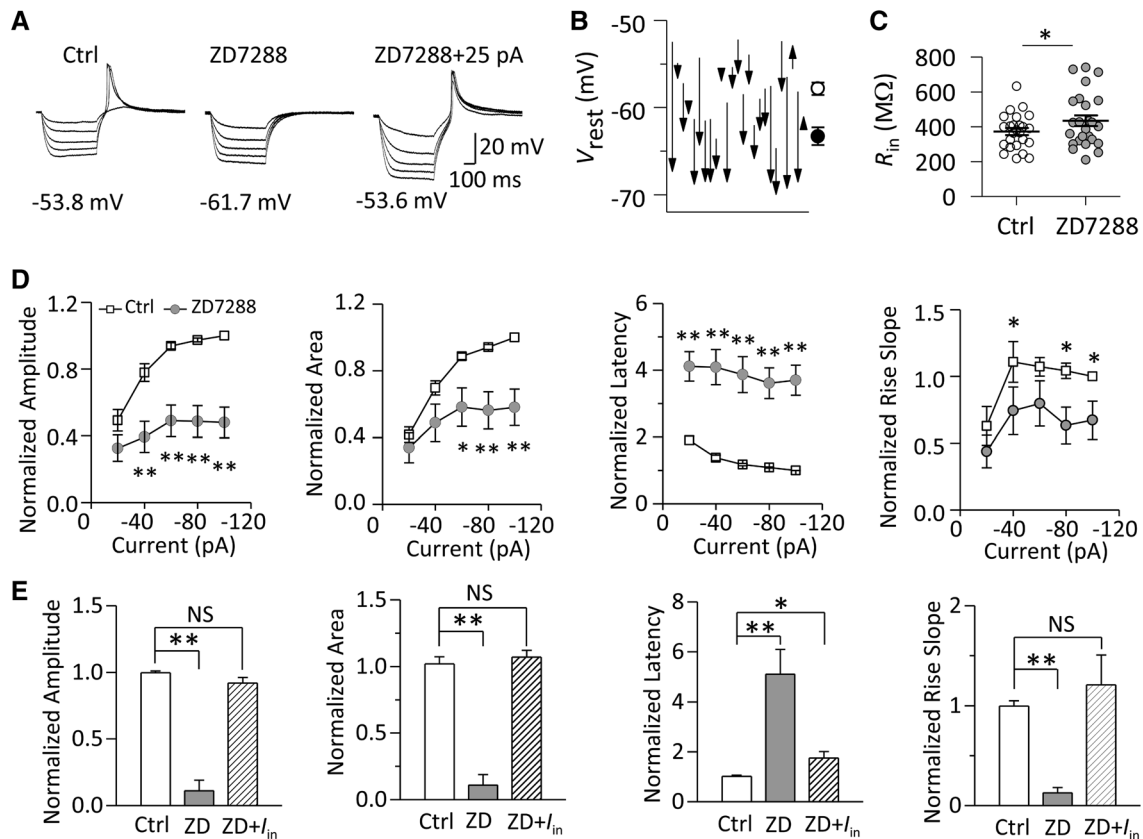 A
Ctrl
ZD7288
ZD7288+25 pA
20 mV
100 ms
-53.8 mV
-61.7 mV
-53.6 mV
B
Vrest (mV)
-50
-60
-70
C
*
Rin (MΩ)
800
600
400
200
0
Ctrl
ZD7288
D
Normalized Amplitude
1.2
0.8
0.4
0.0
Ctrl
ZD7288
**
**
**
**
0
-40
-80
-120
Current (pA)
Normalized Area
1.2
0.8
0.4
0.0
*
**
**
0
-40
-80
-120
Current (pA)
Normalized Latency
6
4
2
0
**
**
**
**
**
0
-40
-80
-120
Current (pA)
Normalized Rise Slope
1.5
1.0
0.5
0.0
*
*
*
0
-40
-80
-120
Current (pA)
E
Normalized Amplitude
1.5
1.0
0.5
0.0
NS
**
Ctrl
ZD
ZD+Iin
Normalized Area
1.5
1.0
0.5
0.0
NS
**
Ctrl
ZD
ZD+Iin
Normalized Latency
8
6
4
2
0
*
**
Ctrl
ZD
ZD+Iin
Normalized Rise Slope
2
1
0
NS
**
Ctrl
ZD
ZD+Iin